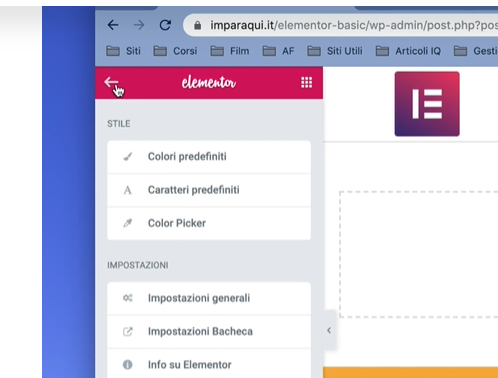 imparaqui.it/elementor-basic/wp-admin/post.php?pos
Siti Corsi Film AF Siti Utili Articoli IQ Gesti
elementor
STILE
Colori predefiniti
A Caratteri predefiniti
Color Picker
IMPOSTAZIONI
Impostazioni generali
Impostazioni Bacheca
Info su Elementor